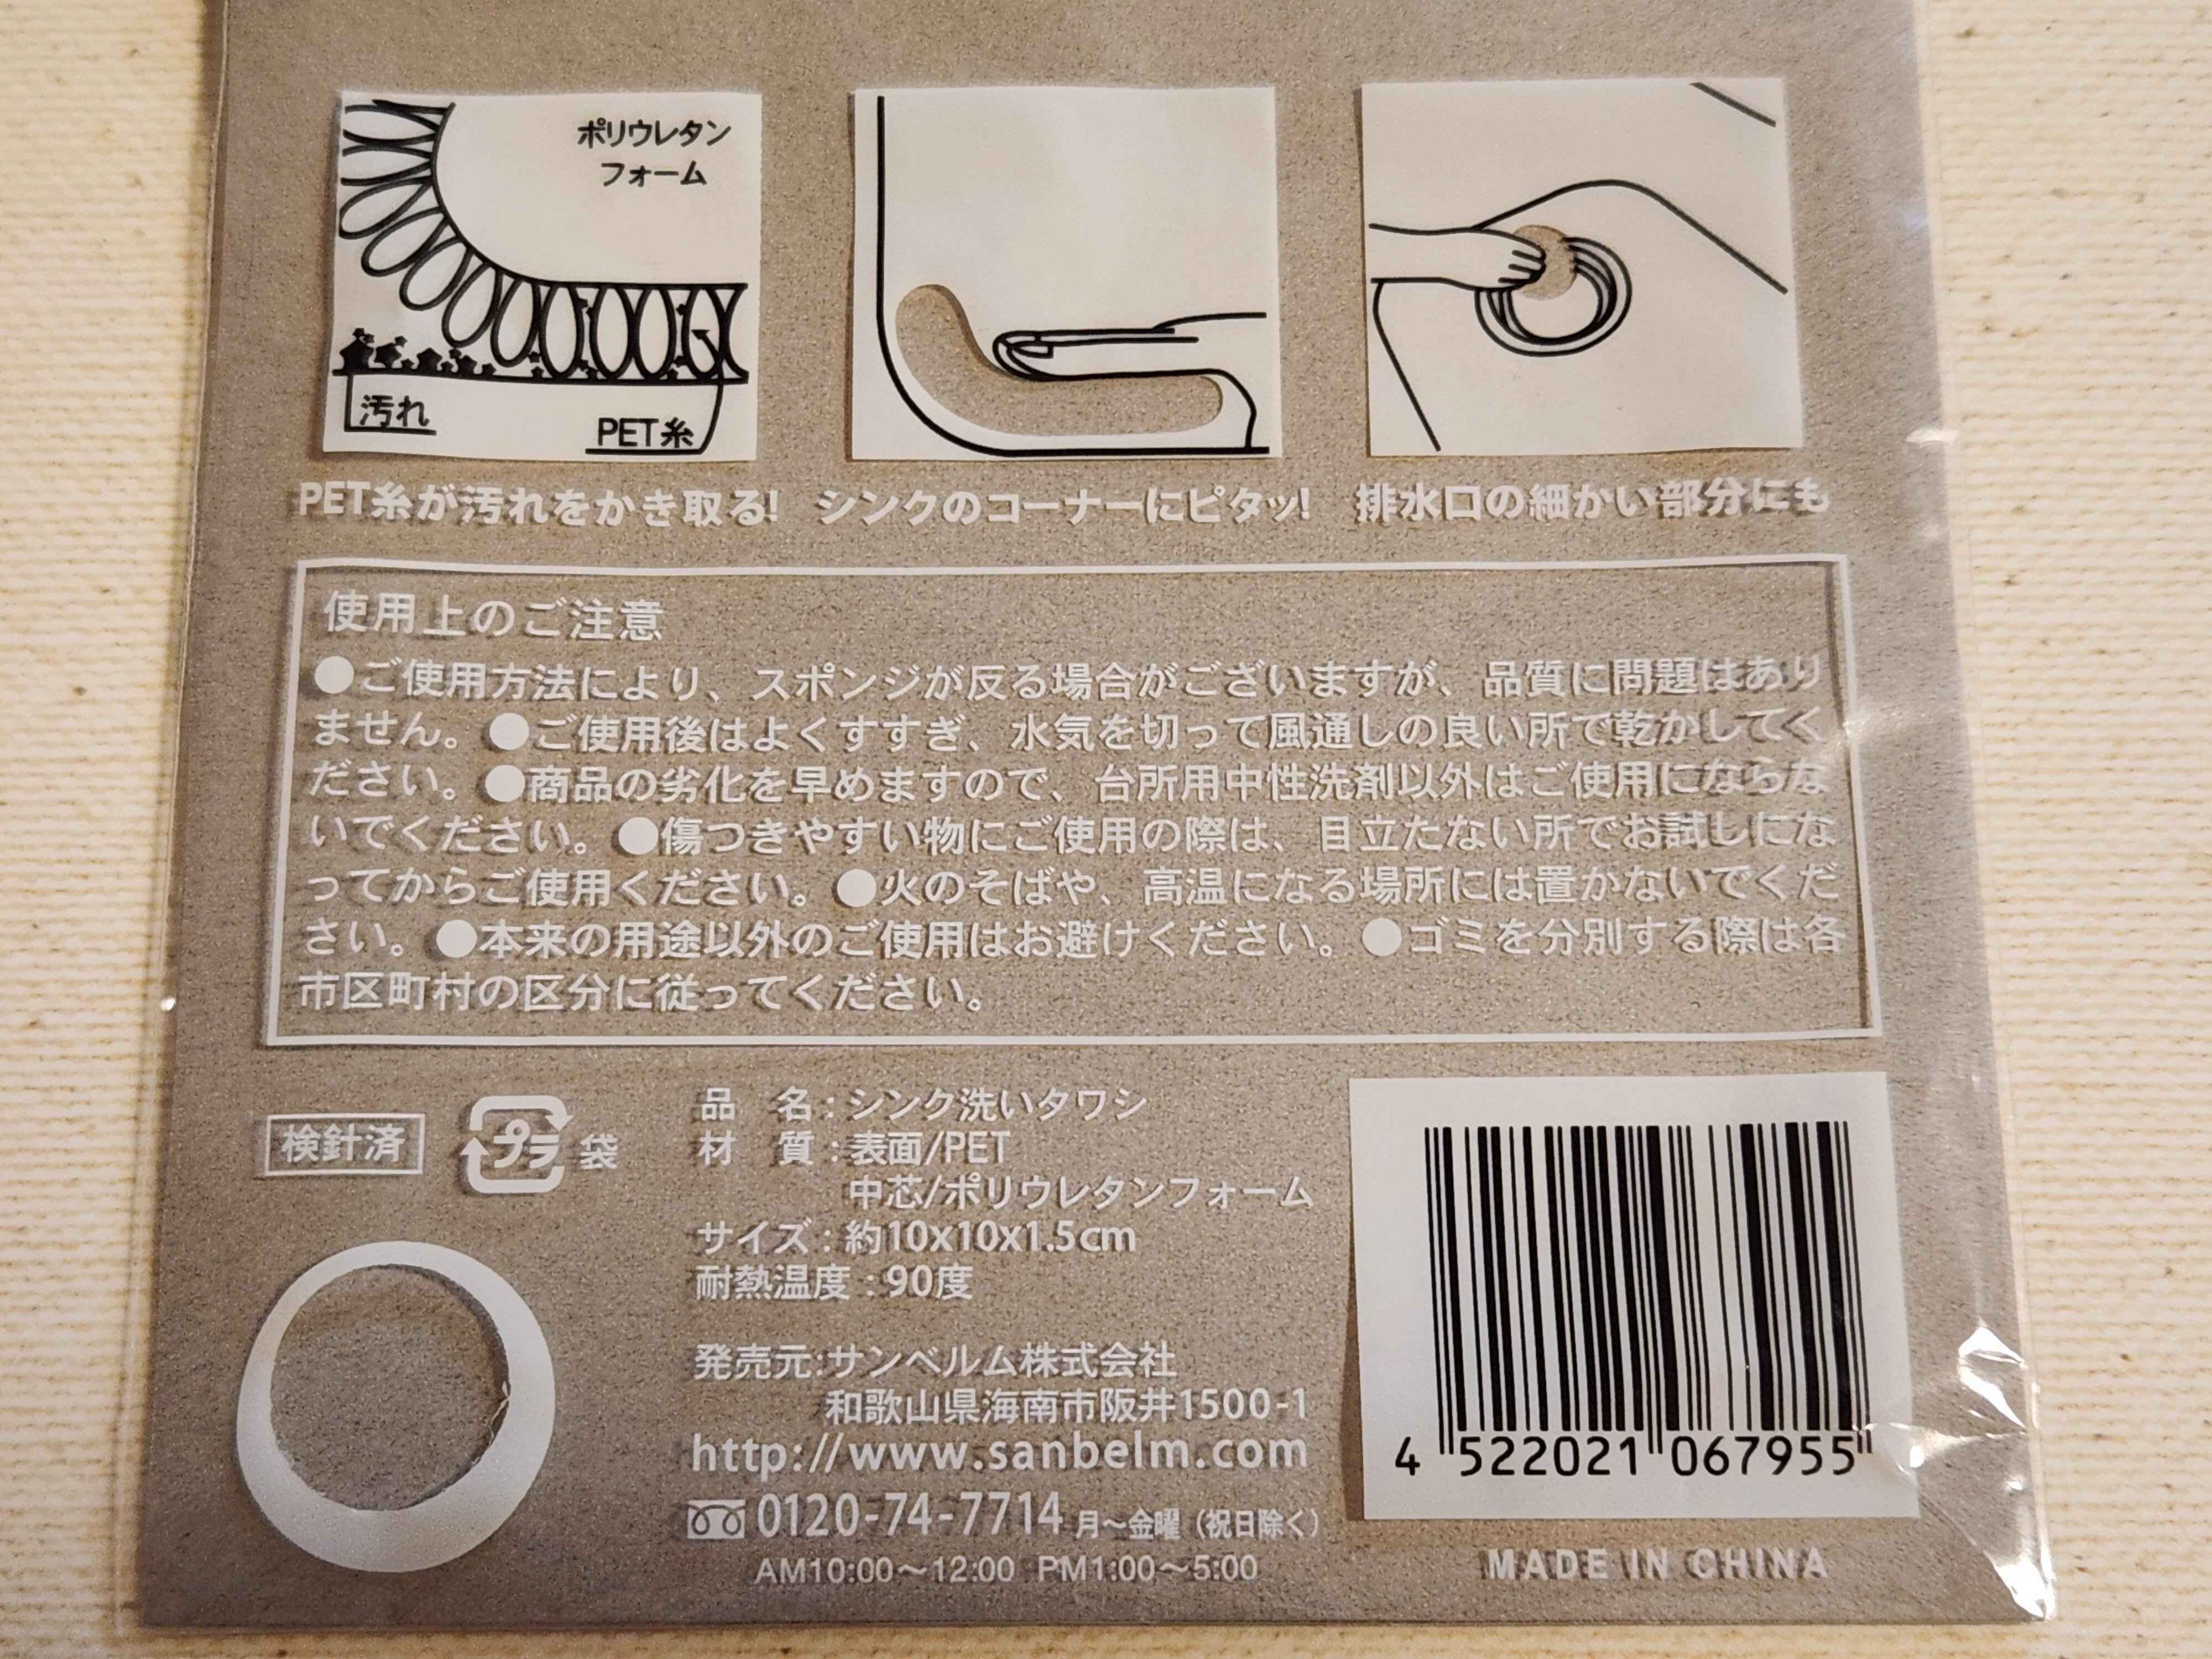 ポリウレタン
フォーム
汚れ
PET糸
PET糸が汚れをかき取る!
シンクのコーナーにピタッ!
排水口の細かい部分にも
使用上のご注意
●ご使用方法により、スポンジが反る場合がございますが、品質に問題はあり
ません。●ご使用後はよくすすぎ、水気を切って風通しの良い所で乾かしてく
ださい。●商品の劣化を早めますので、台所用中性洗剤以外はご使用にならな
いでください。●傷つきやすい物にご使用の際は、目立たない所でお試しにな
ってからご使用ください。●火のそばや、高温になる場所には置かないでくだ
さい。●本来の用途以外のご使用はお避けください。●ゴミを分別する際は各
市区町村の区分に従ってください。
検針済
プラ 袋
品 名:シンク洗いタワシ
材 質:表面/PET
中芯/ポリウレタンフォーム
サイズ:約10x10x1.5cm
耐熱温度:90度
発売元:サンベルム株式会社
和歌山県海南市阪井1500-1
http://www.sanbelm.com
0120-74-7714 月～金曜(祝日除く)
AM10:00～12:00 PM1:00～5:00
4 522021 067955
MADE IN CHINA